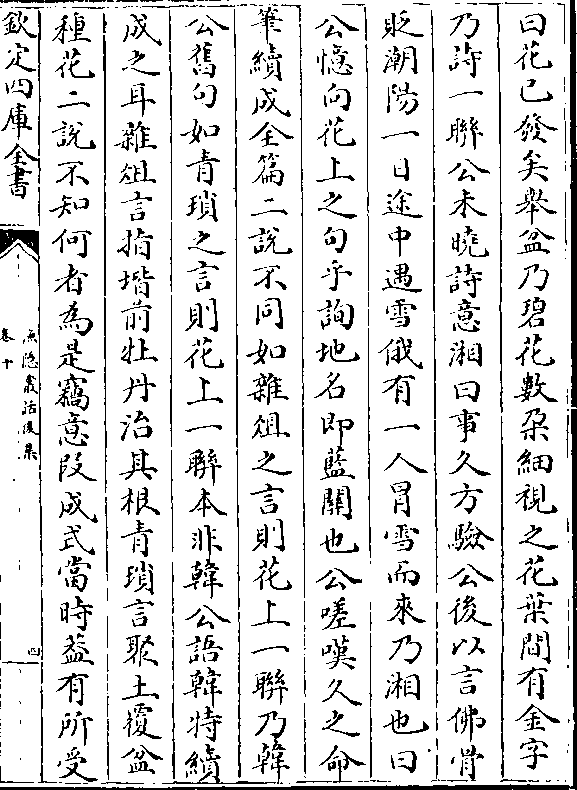 曰花已發矣舉盆乃碧花數朶細視之花葉間有金字
乃詩一聯公未曉詩意湘曰事久方驗公後以言佛骨
貶潮陽一日途中遇雪俄有一人冒雪而來乃湘也曰
公憶向花上之句乎詢地名即藍關也公嗟嘆久之命
筆續成全篇二說不同如雜俎之言則花上一聯乃韓
公舊句如青瑣之言則花上一聯本非韓公語韓特續
成之耳雜俎言指堦前牡丹治其根青瑣言聚土覆盆
種花二說不知何者為是竊意段成式當時葢有所受
欽定四庫全書
漁隱叢話後集
卷十
四